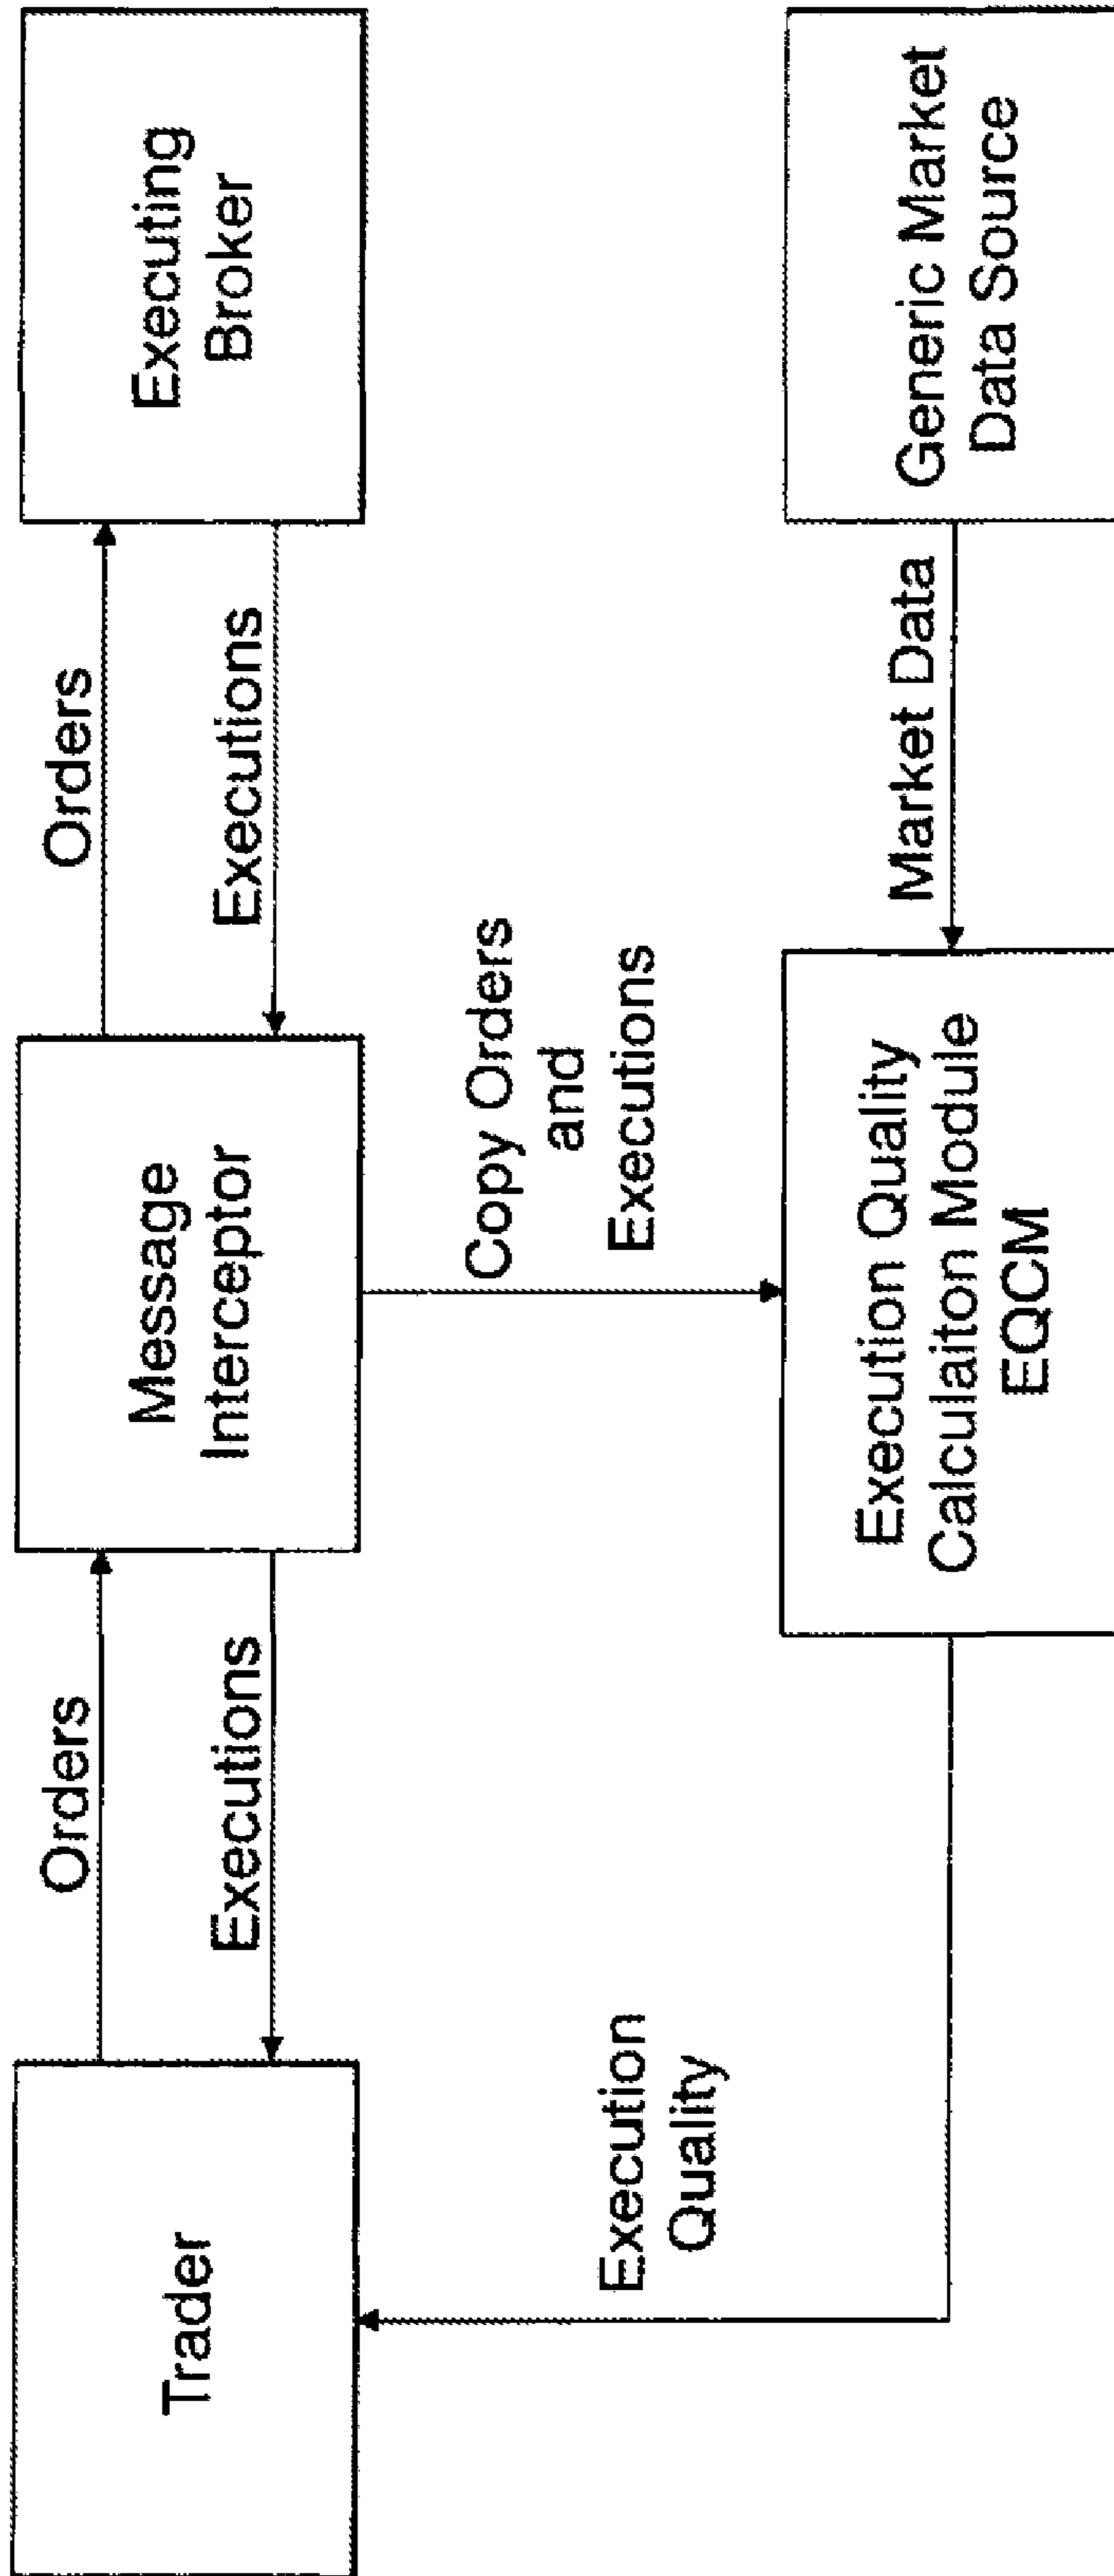 Orders
Orders
Trader
Message
Interceptor
Executing
Broker
Executions
Executions
Execution
Quality
Copy Orders
and
Executions
Market Data
Execution Quality
Calculaiton Module
EQCM
Generic Market
Data Source